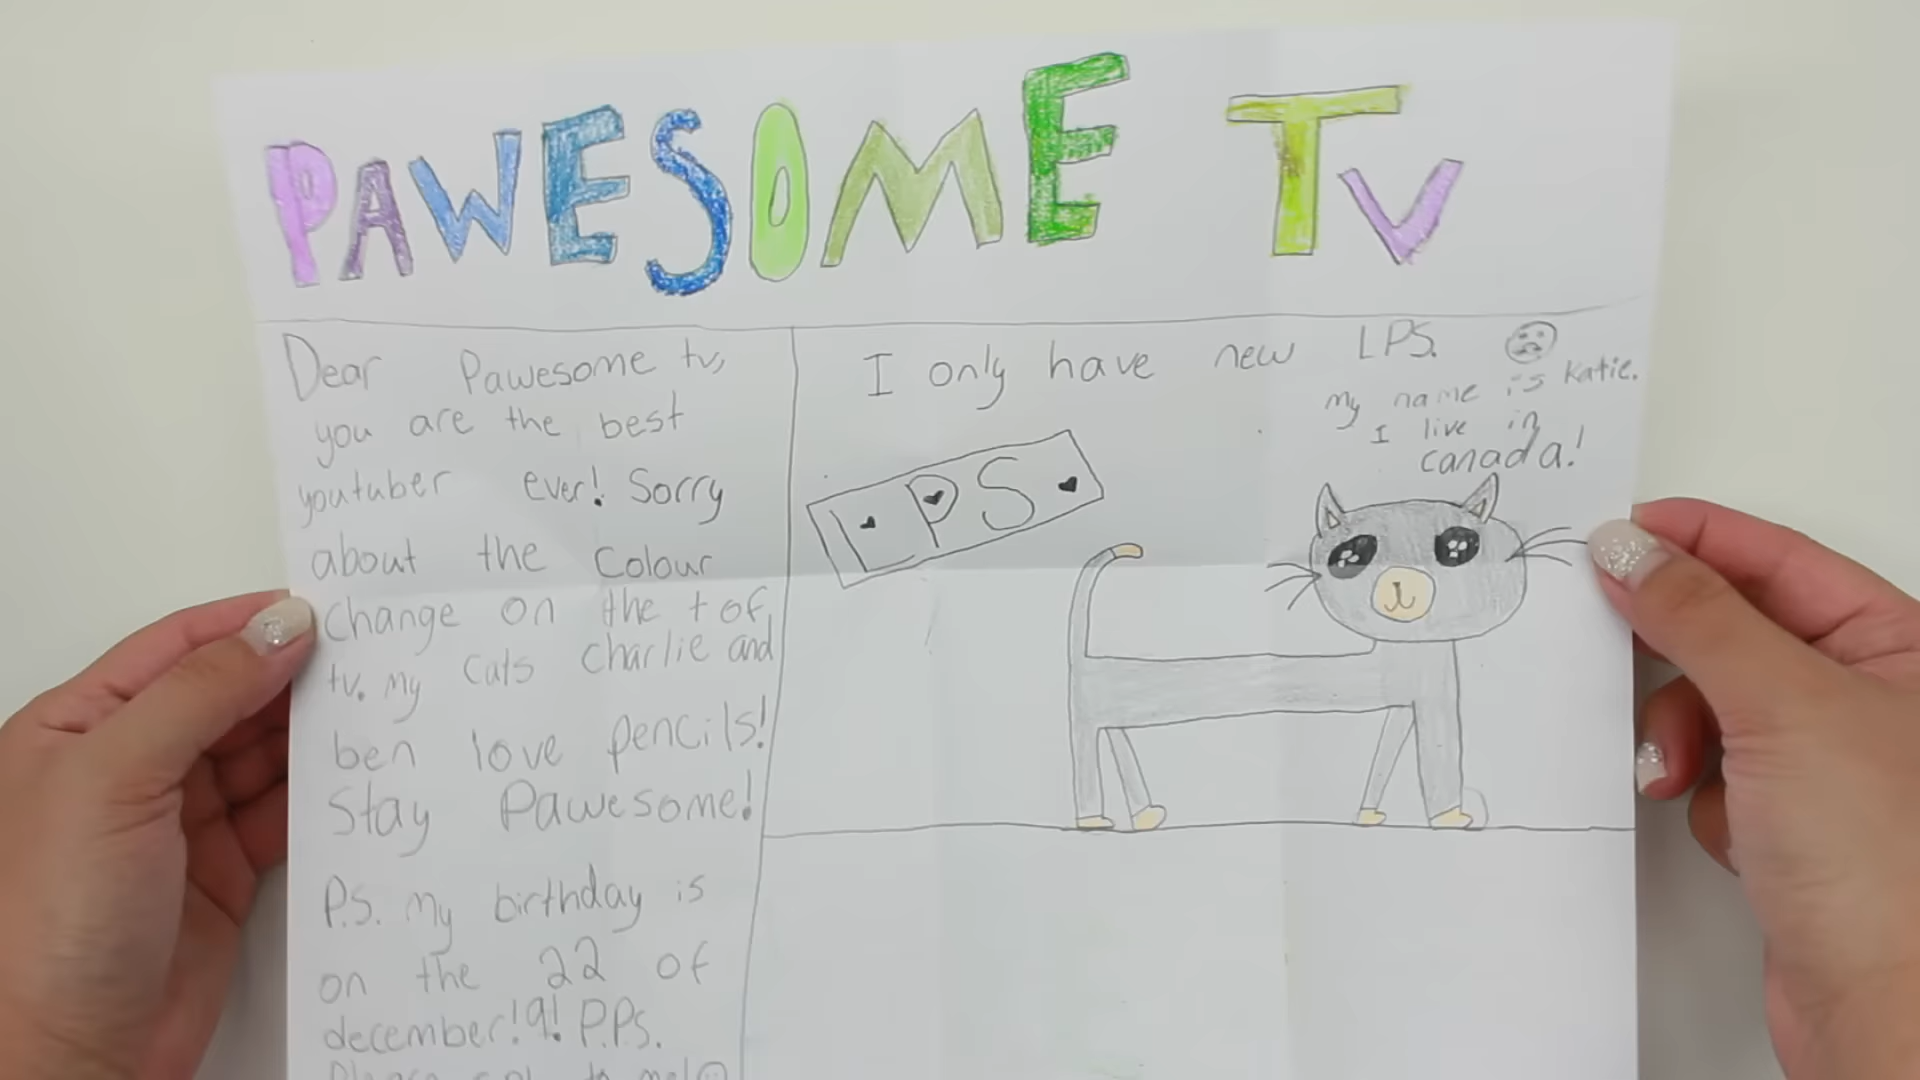 PAWESOME TV
Dear Pawesome tv,
you are the best
youtuber ever! Sorry
about the Colour
Change on the t of
tv. My cats charlie and
ben love pencils!
Stay Pawesome!
P.S. My birthday is
on the 22 of
december! 9! P.P.S.
to me!
I only have new LPS.
my name is Katie.
I live in
canada!
LPS